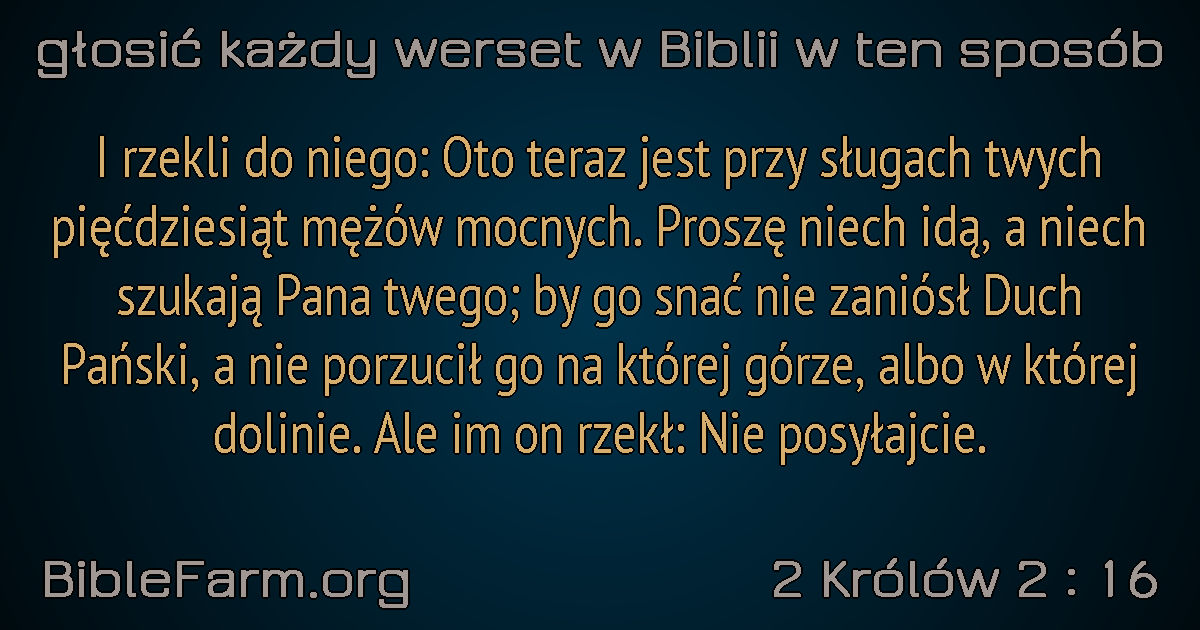 głosić każdy werset w Biblii w ten sposób
I rzekli do niego: Oto teraz jest przy sługach twych
pięćdziesiąt mężów mocnych. Proszę niech idą, a niech
szukają Pana twego; by go snać nie zaniósł Duch
Pański, a nie porzucił go na której górze, albo w której
dolinie. Ale im on rzekł: Nie posyłajcie.
BibleFarm.org
2 Królów 2 : 16